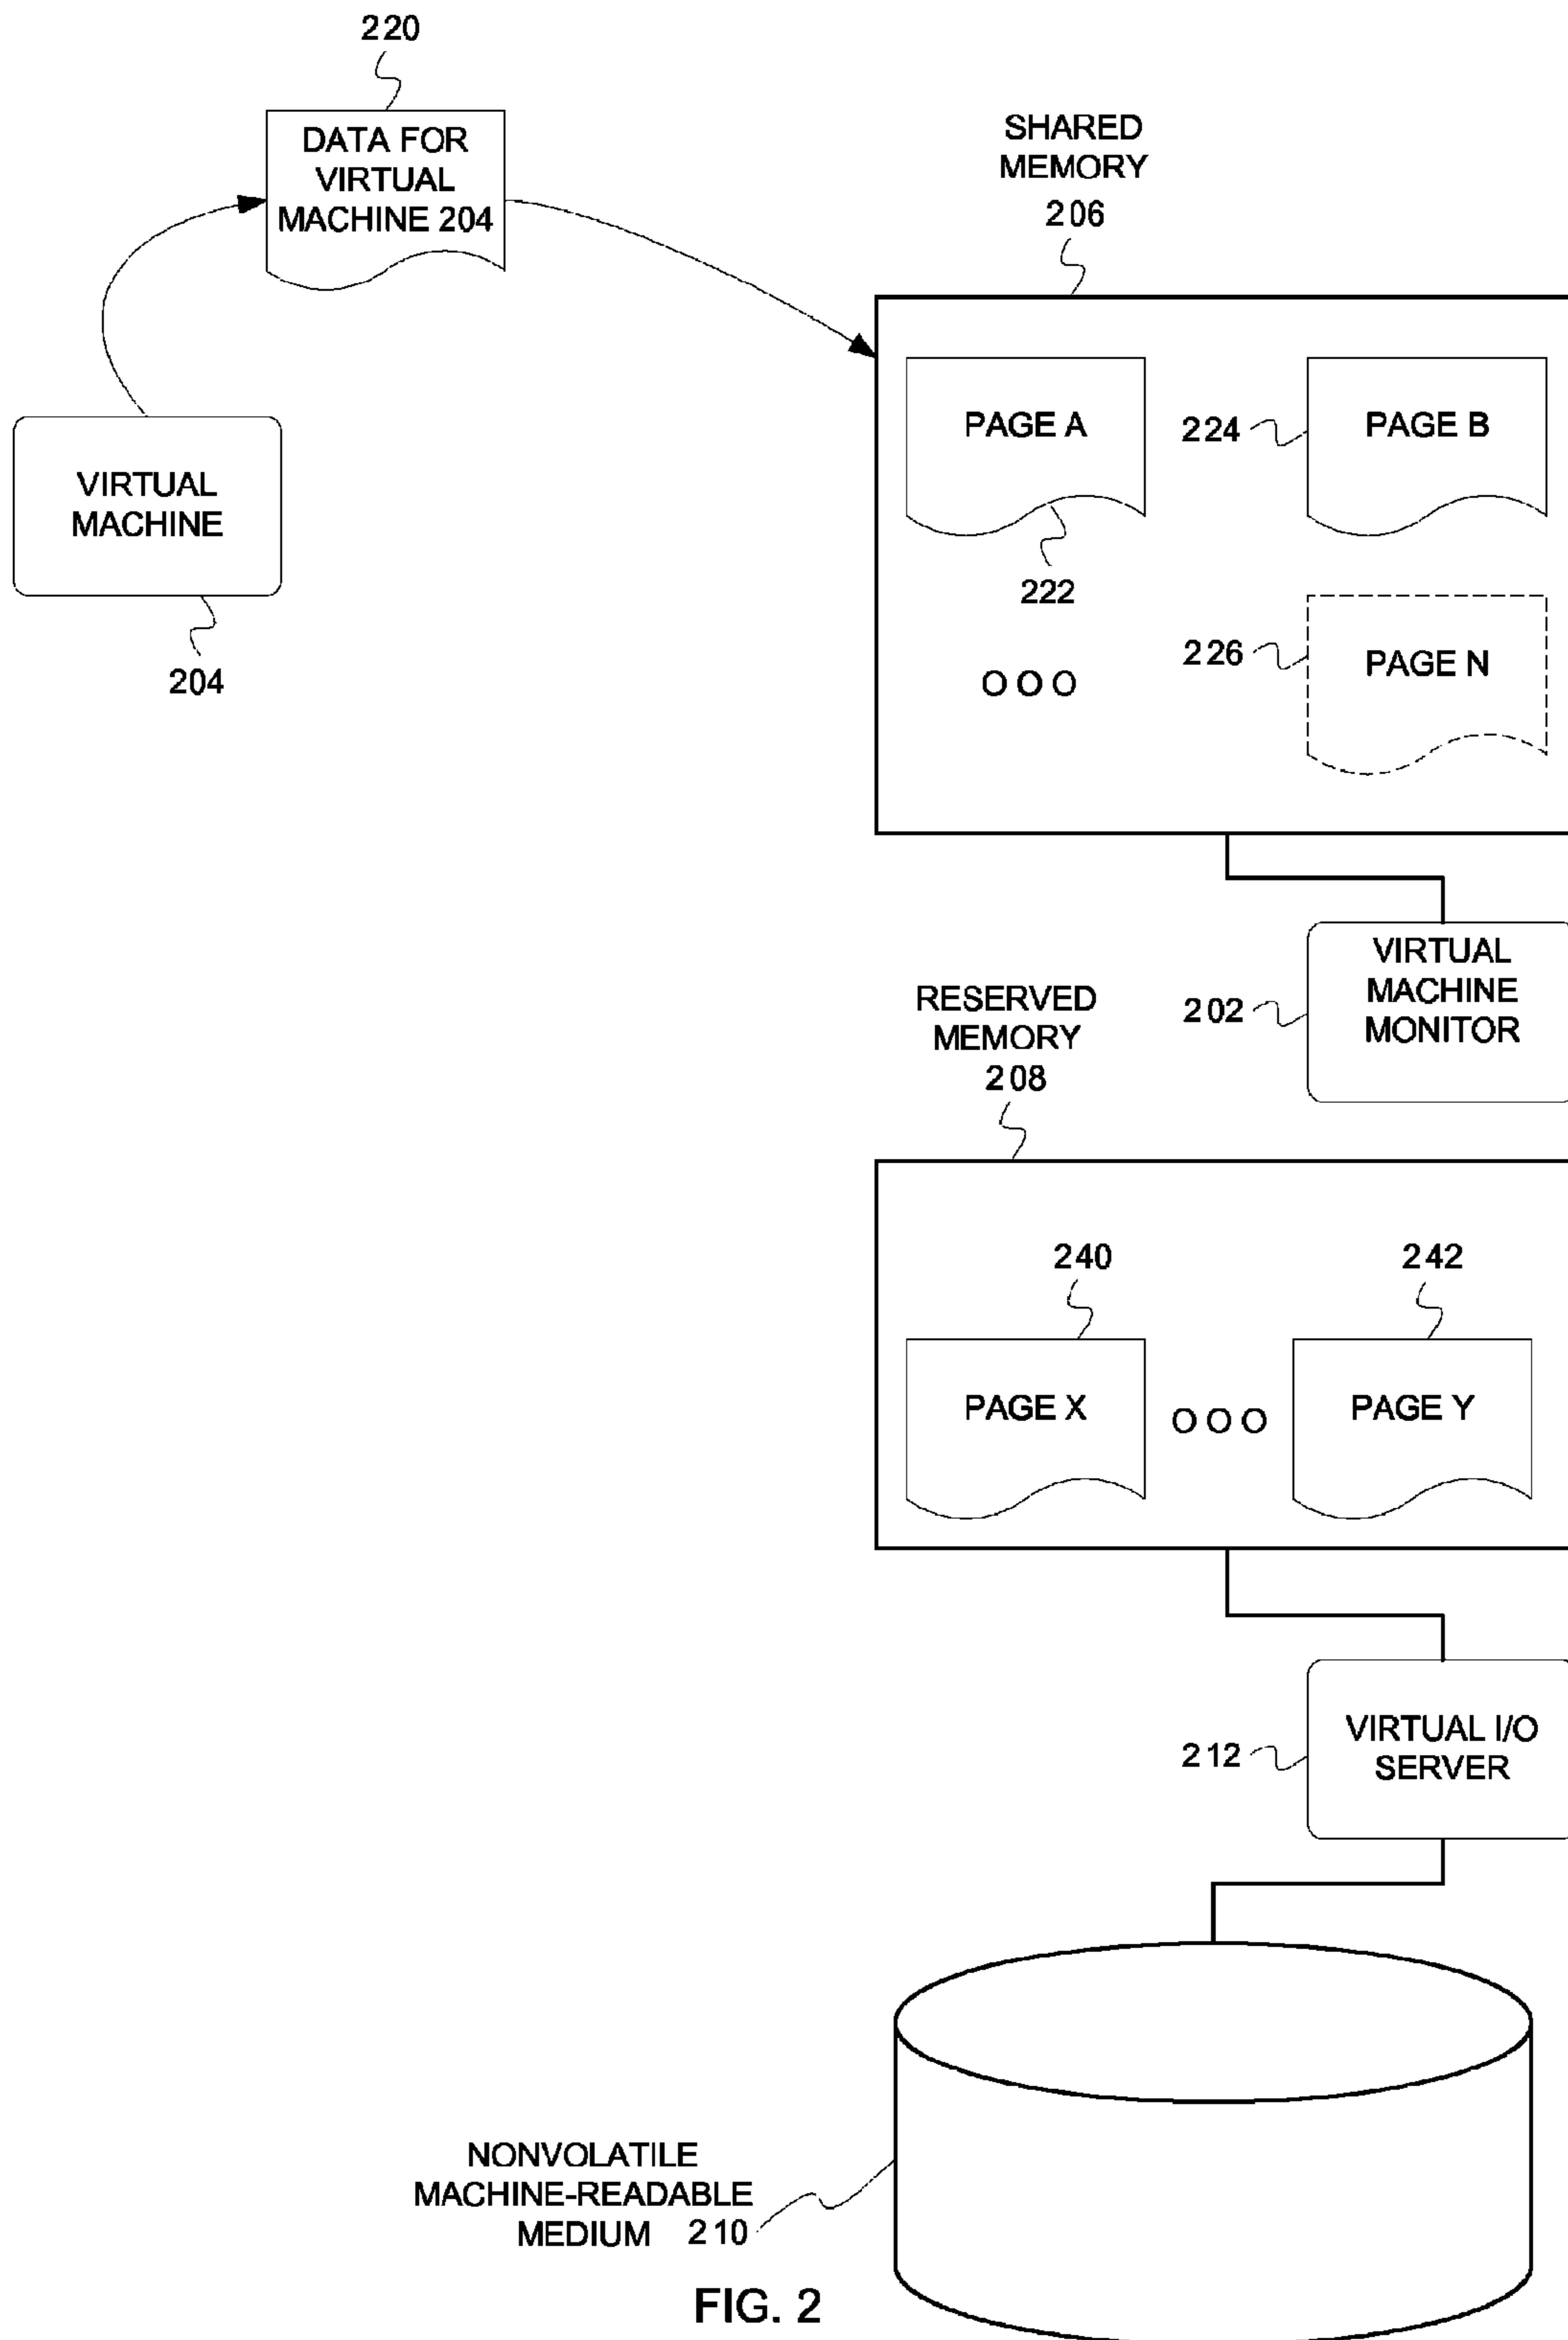 220
DATA FOR
VIRTUAL
MACHINE 204
SHARED
MEMORY
206
PAGE A
224
PAGE B
VIRTUAL
MACHINE
222
204
226
PAGE N
OOO
VIRTUAL
MACHINE
MONITOR
202
RESERVED
MEMORY
208
240
242
PAGE X
OOO
PAGE Y
VIRTUAL I/O
SERVER
212
NONVOLATILE
MACHINE-READABLE
MEDIUM 210
FIG. 2